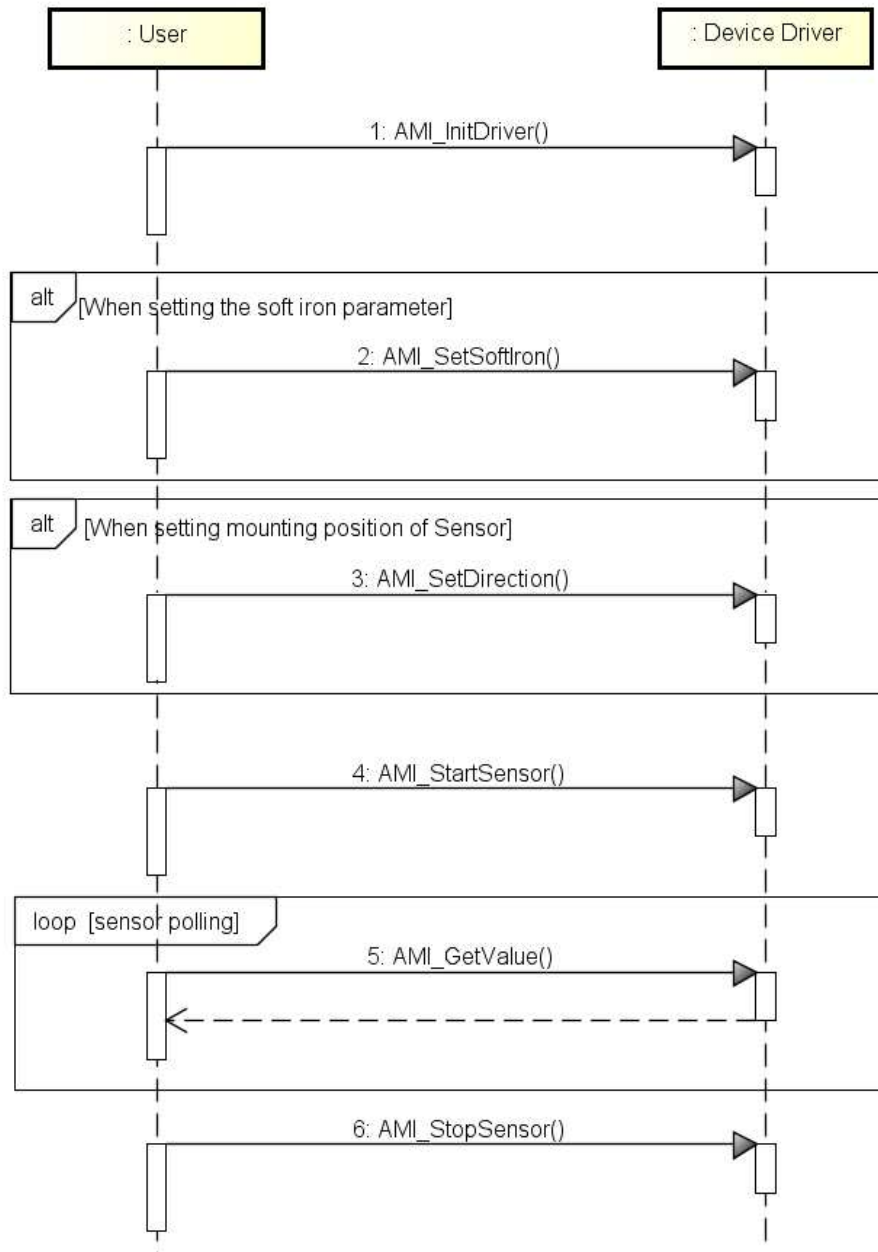 : User
: Device Driver
1: AMI_InitDriver()
alt
[When setting the soft iron parameter]
2: AMI_SetSoftIron()
alt
[When setting mounting position of Sensor]
3: AMI_SetDirection()
4: AMI_StartSensor()
loop [sensor polling]
5: AMI_GetValue()
6: AMI_StopSensor()